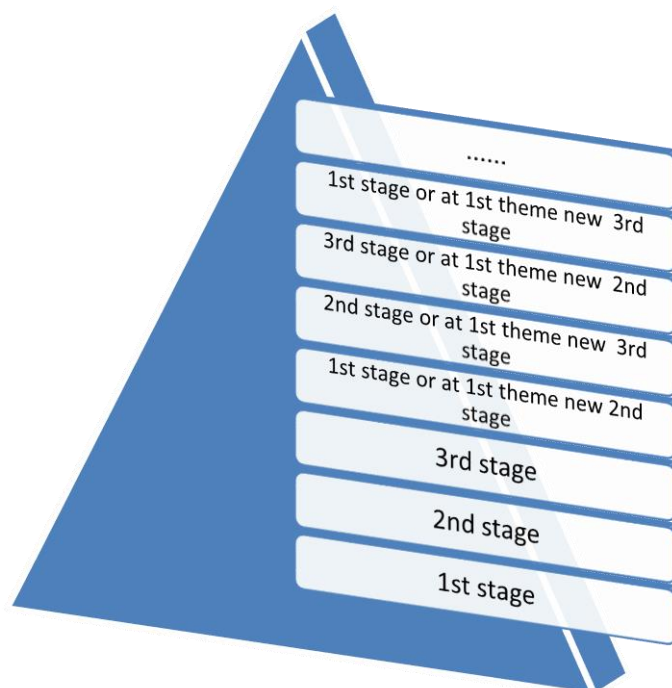 ......
1st stage or at 1st theme new 3rd
stage
3rd stage or at 1st theme new 2nd
stage
2nd stage or at 1st theme new 3rd
stage
1st stage or at 1st theme new 2nd
stage
3rd stage
2nd stage
1st stage